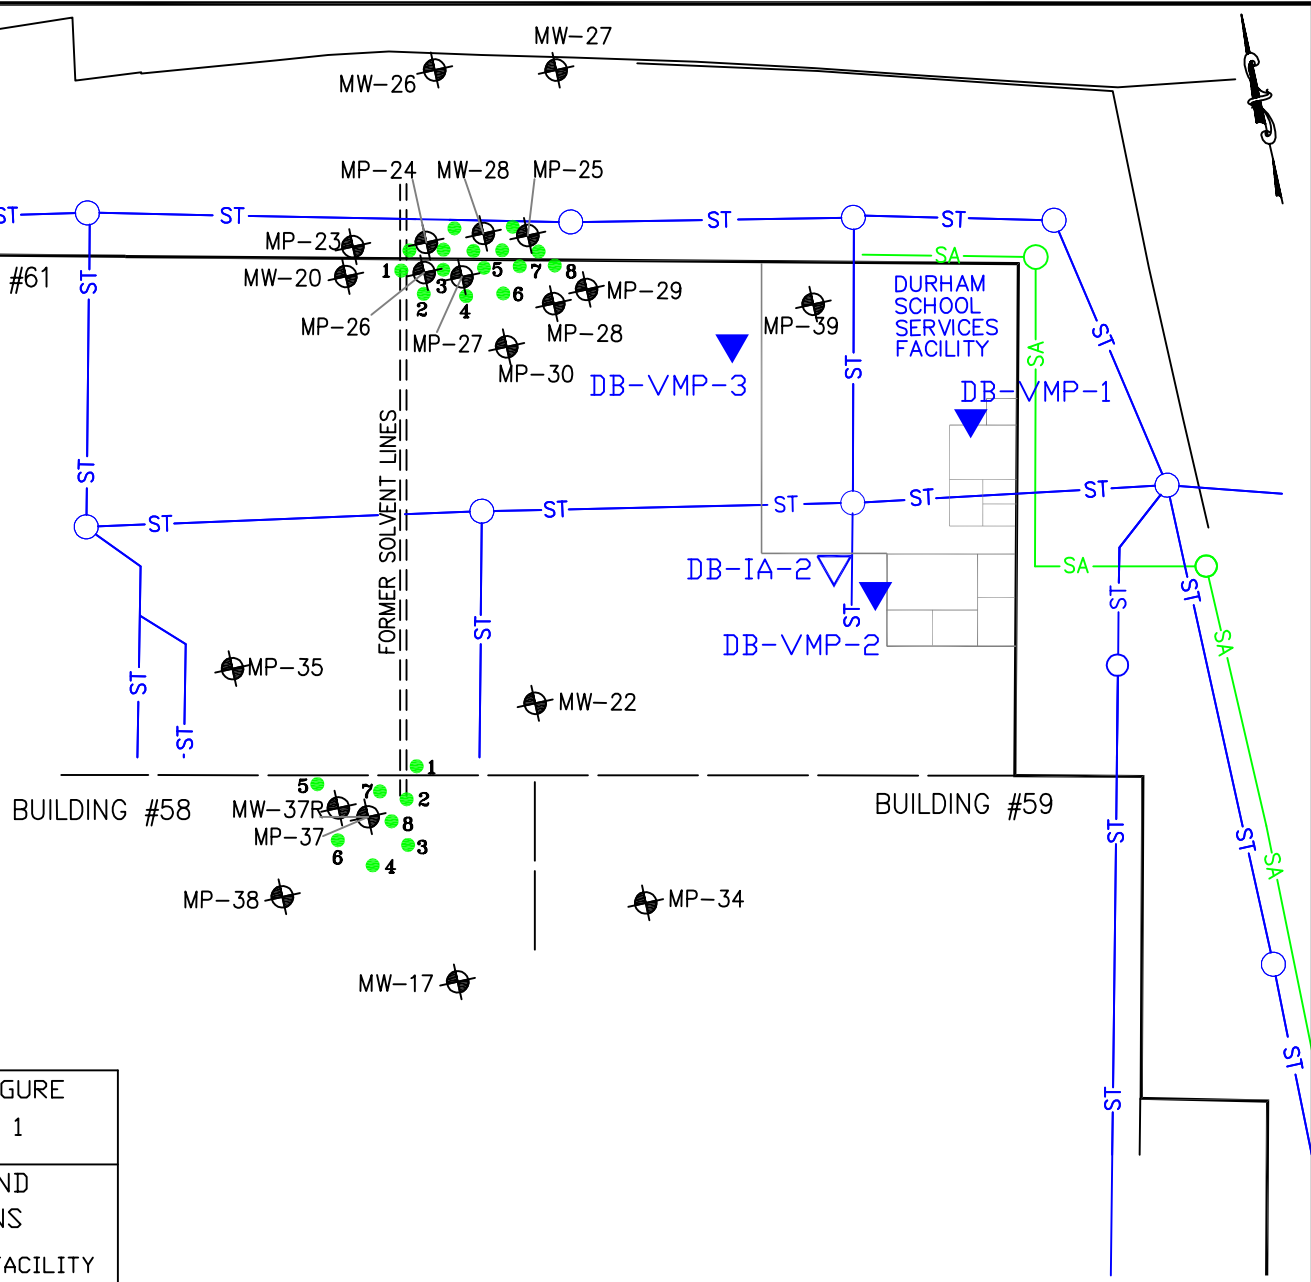 MW-27
MW-26
MP-24
MW-28
MP-25
ST
ST
ST
ST
MP-23
SA
#61
ST
MW-20
1
3
5
7
8
MP-29
DURHAM
SCHOOL
SERVICES
FACILITY
2
4
6
MP-26
MP-27
MP-28
MP-39
ST
SA
ST
MP-30
DB-VMP-3
DB-VMP-1
FORMER SOLVENT LINES
ST
ST
ST
ST
ST
ST
DB-IA-2
SA
ST
ST
ST
ST
DB-VMP-2
SA
MP-35
ST
MW-22
ST
1
5
7
2
BUILDING #58
MW-37R
BUILDING #59
8
MP-37
3
6
4
ST
ST
SA
MP-38
MP-34
MW-17
ST
ST
GURE
1
ND
NS
FACILITY